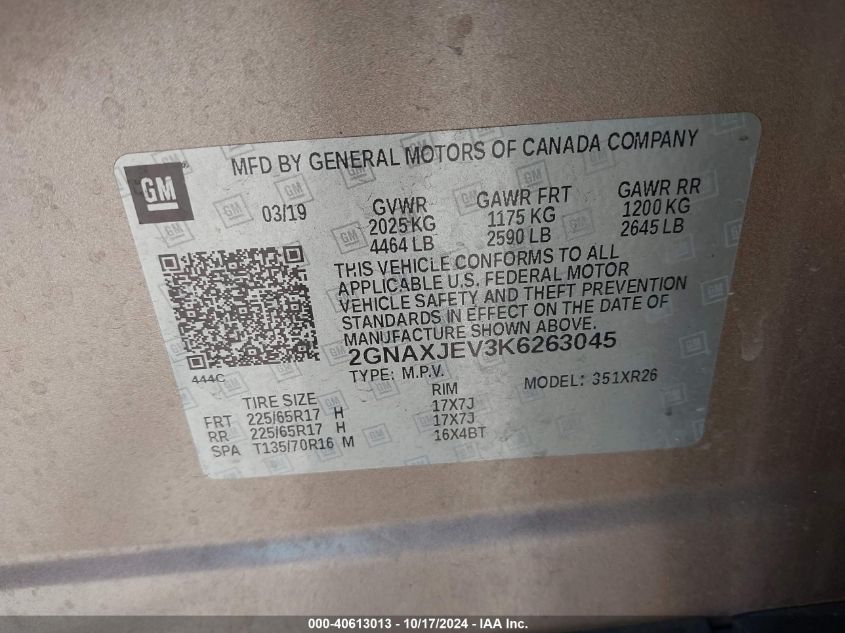 MFD BY GENERAL MOTORS OF CANADA COMPANY
GM
03/19
GVWR GAWR FRT GAWR RR
2025 KG 1175 KG 1200 KG
4464 LB 2590 LB 2645 LB
THIS VEHICLE CONFORMS TO ALL
APPLICABLE U.S. FEDERAL MOTOR
VEHICLE SAFETY AND THEFT PREVENTION
STANDARDS IN EFFECT ON THE DATE OF
MANUFACTURE SHOWN ABOVE.
2GNAXJEV3K6263045
444C
TYPE: M.P.V. MODEL: 351XR26
TIRE SIZE RIM
FRT 225/65R17 H 17X7J
RR 225/65R17 H 17X7J
SPA T135/70R16 M 16X4BT
000-40613013 - 10/17/2024 - IAA Inc.